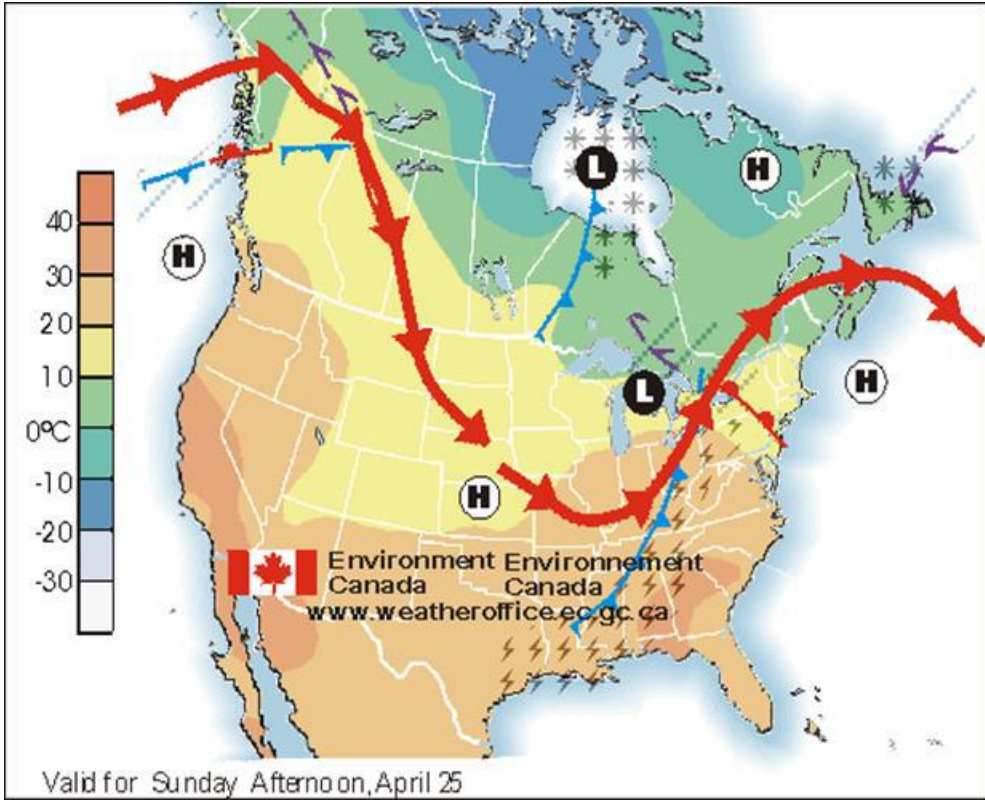 L
H
H
40
30
20
10
0°C
-10
-20
-30
H
L
H
Environment Environnement
Canada Canada
www.weatheroffice.ec.gc.ca
Valid for Sunday Afternoon, April 25